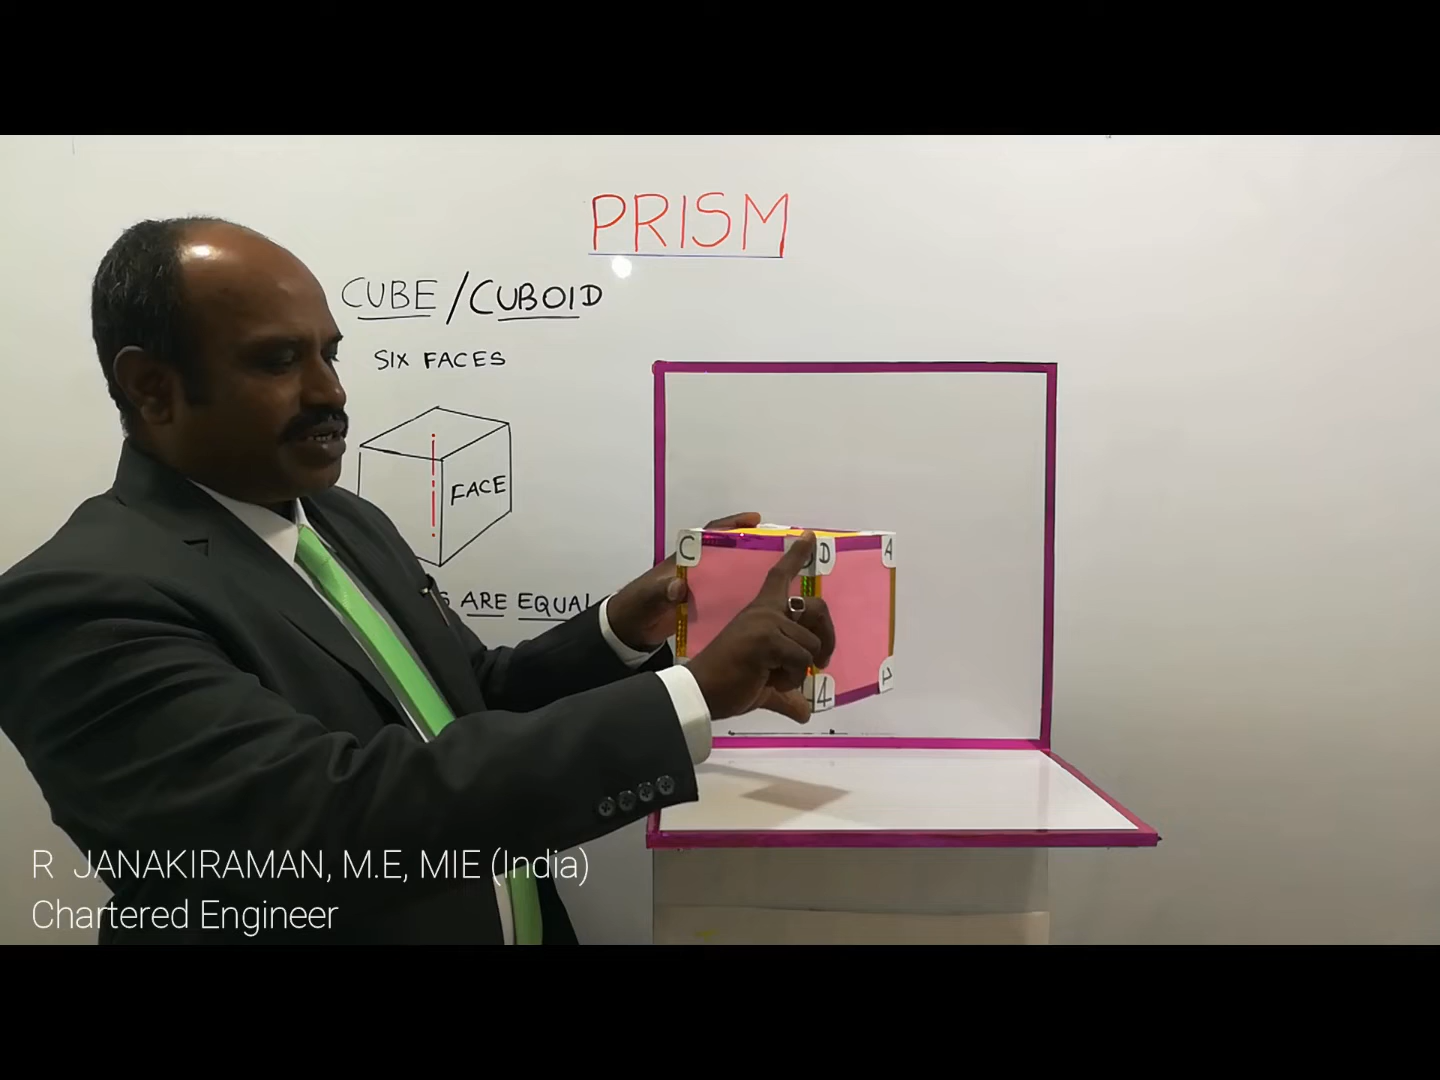 PRISM
CUBE / CUBOID
SIX FACES
FACE
C
D
D
A
ARE EQUAL
4
R JANAKIRAMAN, M.E, MIE (India)
Chartered Engineer